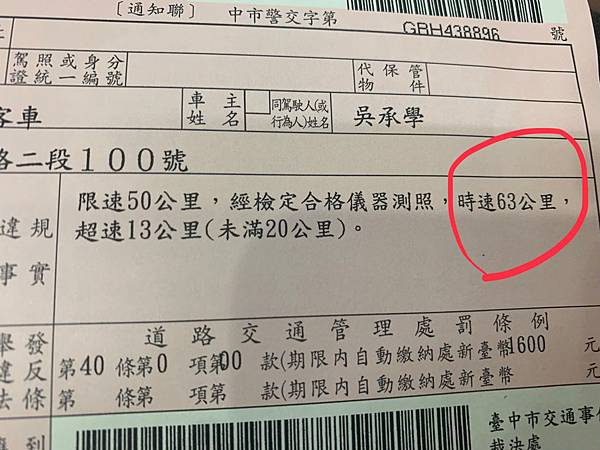 〔通知聯〕 中市警交字第 GBH438896 號
駕照或身分證統一編號
代保管物件
客車
車主姓名
同駕駛人(或行為人)姓名
吳承學
路二段100號
違規事實
限速50公里，經檢定合格儀器測照，時速63公里，
超速13公里(未滿20公里)。
舉發違反法條
道路交通管理處罰條例
第40 條第0 項第00 款(期限內自動繳納處新臺幣1600 元
第 條第 項第 款(期限內自動繳納處新臺幣 元
到
臺中市交通事
裁決處